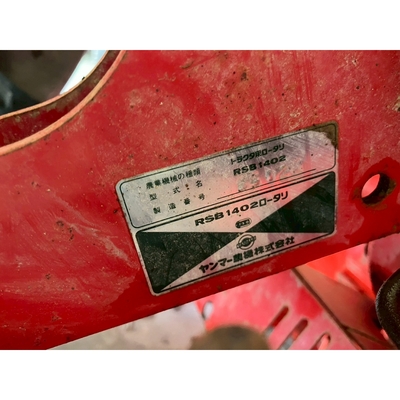 農業機械の種類 トラクタ用ロータリ
型式名 RSB1402
製造番号
RSB1402ロータリ
ヤンマー農機株式会社